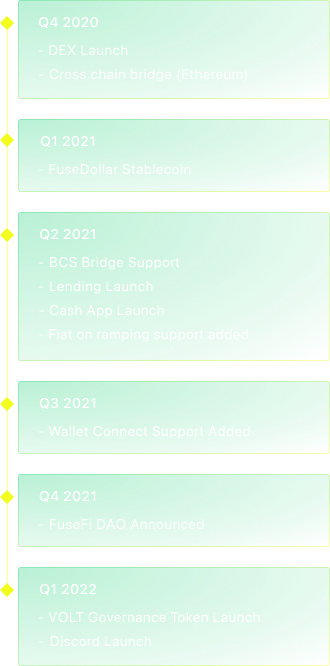 Q4 2020
- DEX Launch
- Cross chain bridge (Ethereum)
Q1 2021
- FuseDollar Stablecoin
Q2 2021
- BCS Bridge Support
- Lending Launch
- Cash App Launch
- Fiat on ramping support added
Q3 2021
- Wallet Connect Support Added
Q4 2021
- FuseFi DAO Announced
Q1 2022
- VOLT Governance Token Launch
- Discord Launch